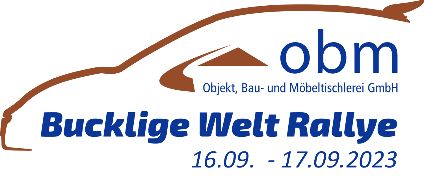 obm
Objekt, Bau- und Möbeltischlerei GmbH
Bucklige Welt Rallye
16.09. - 17.09.2023